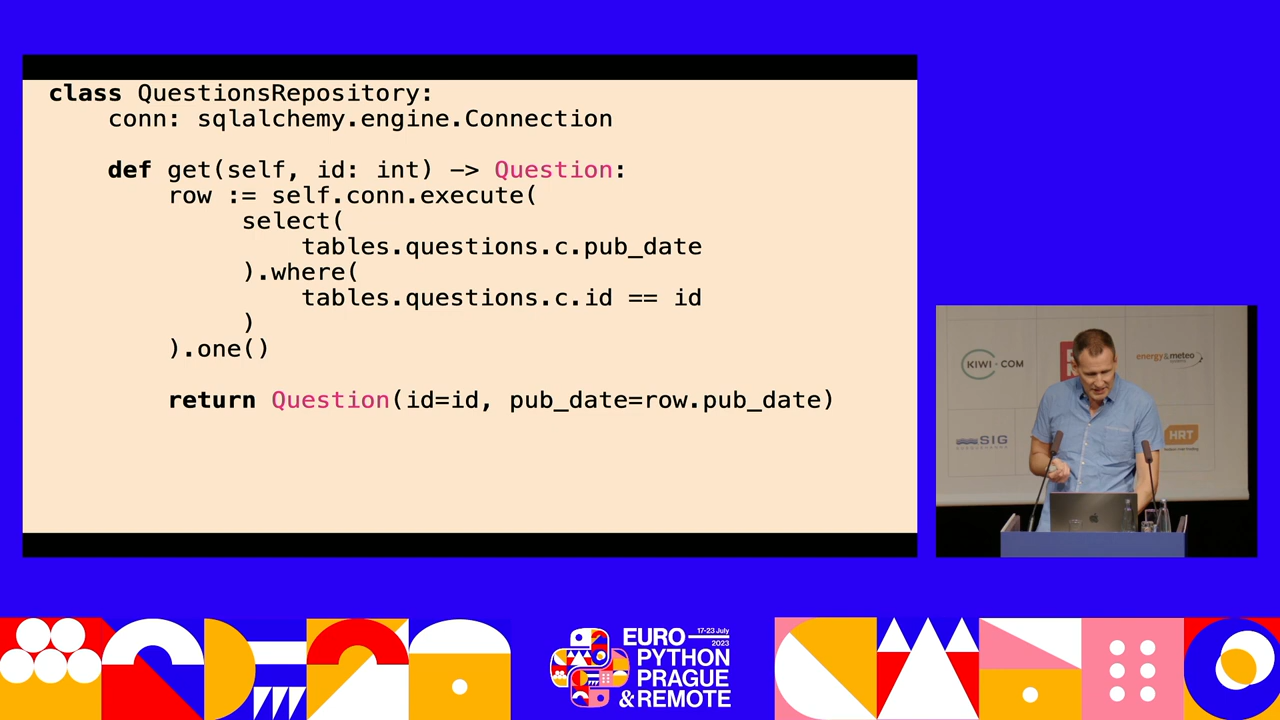 class QuestionsRepository:
    conn: sqlalchemy.engine.Connection

    def get(self, id: int) -> Question:
        row := self.conn.execute(
             select(
                 tables.questions.c.pub_date
             ).where(
                 tables.questions.c.id == id
             )
        ).one()

        return Question(id=id, pub_date=row.pub_date)
KIWI•COM
energy&meteo
SIG
HRT
17-23 July
2023
EURO
PYTHON
PRAGUE
& REMOTE